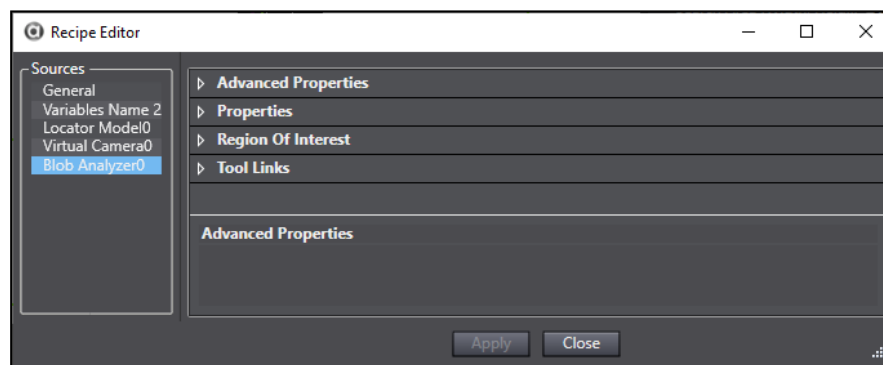 Recipe Editor
Sources
General
Variables Name 2
Locator Model0
Virtual Camera0
Blob Analyzer0
Advanced Properties
Properties
Region Of Interest
Tool Links
Advanced Properties
Apply
Close